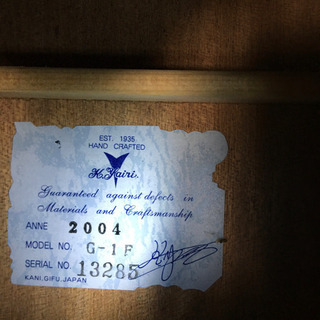 EST. 1935
HAND CRAFTED
K.Yairi.
Guaranteed against defects in
Materials and Craftsmanship
ANNE 2004
MODEL NO. G-1F
SERIAL NO. 13285
KANI, GIFU, JAPAN